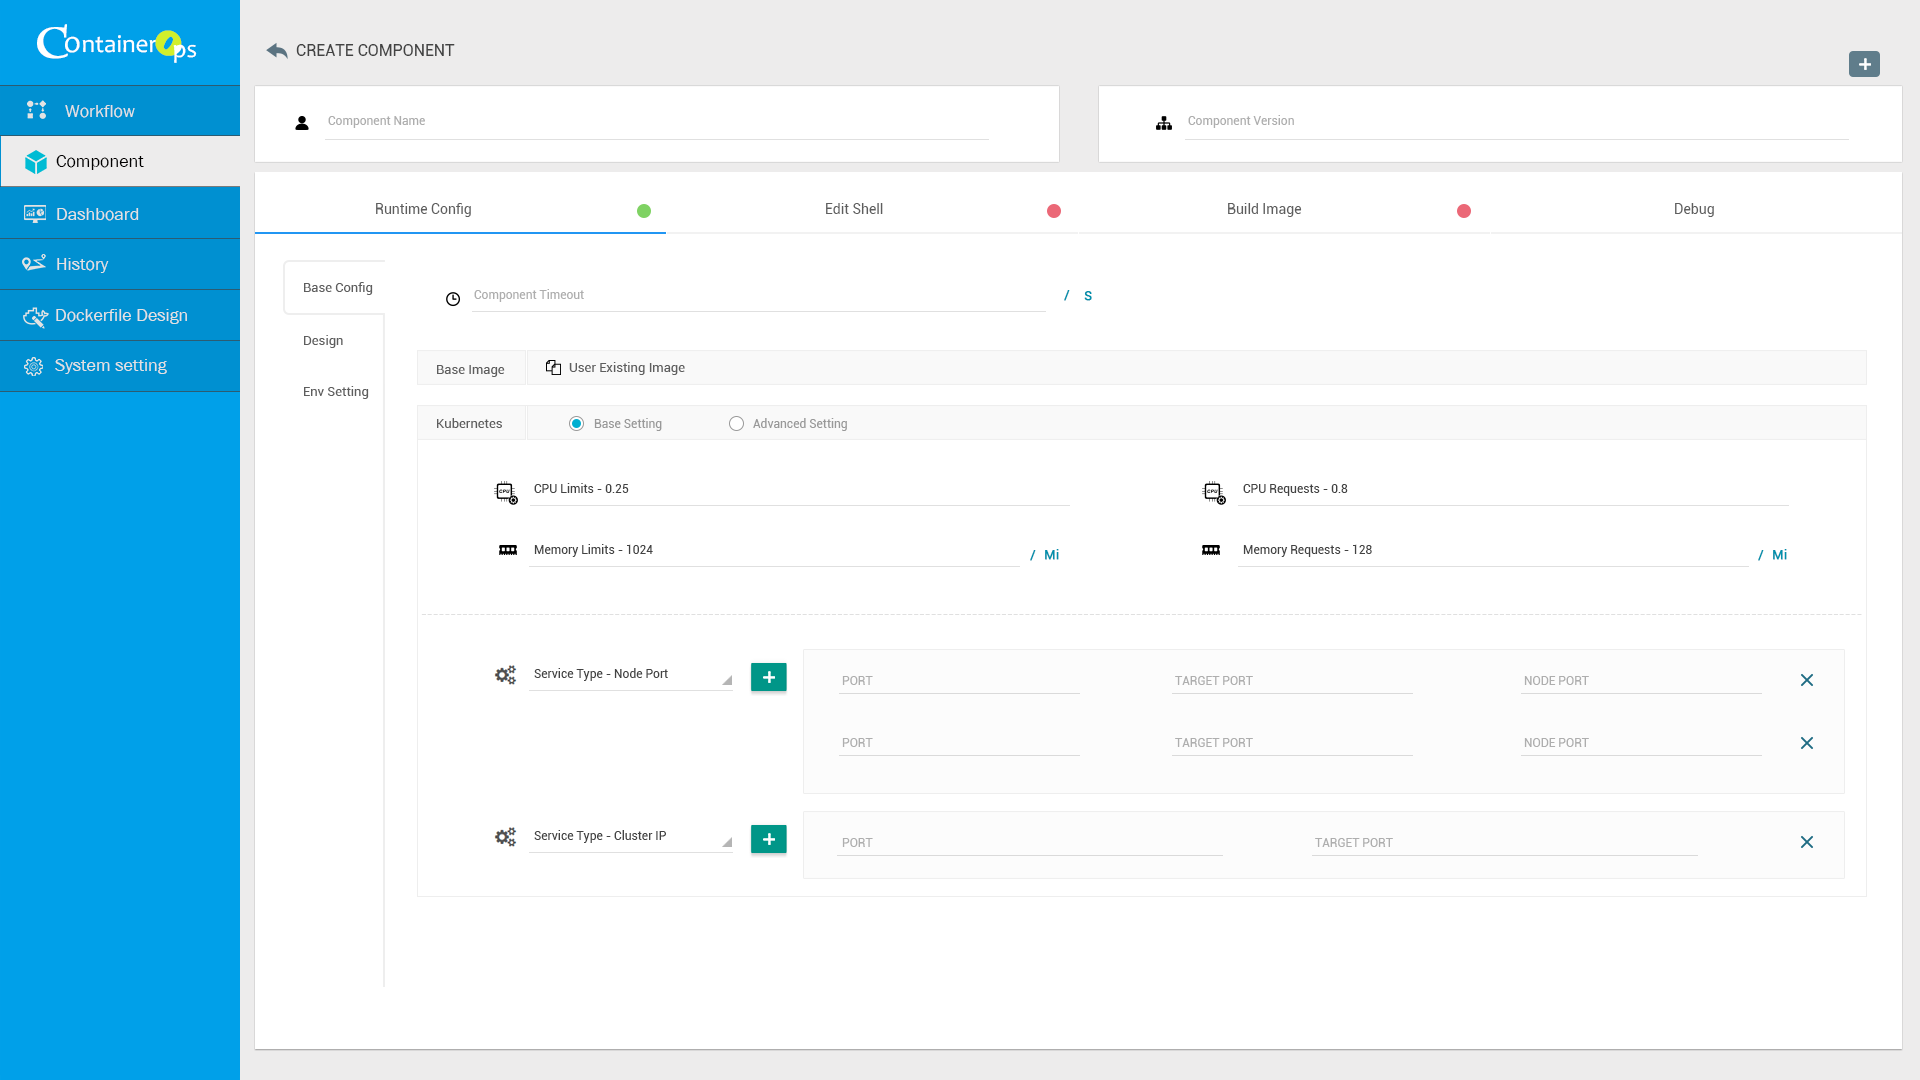 ContainerOps
Workflow
Component
Dashboard
History
Dockerfile Design
System setting
CREATE COMPONENT
Component Name
Component Version
Runtime Config
Edit Shell
Build Image
Debug
Base Config
Design
Env Setting
Component Timeout
/ S
Base Image
User Existing Image
Kubernetes
Base Setting
Advanced Setting
CPU
CPU Limits - 0.25
CPU
CPU Requests - 0.8
Memory Limits - 1024
/ Mi
Memory Requests - 128
/ Mi
Service Type - Node Port
PORT
TARGET PORT
NODE PORT
PORT
TARGET PORT
NODE PORT
Service Type - Cluster IP
PORT
TARGET PORT